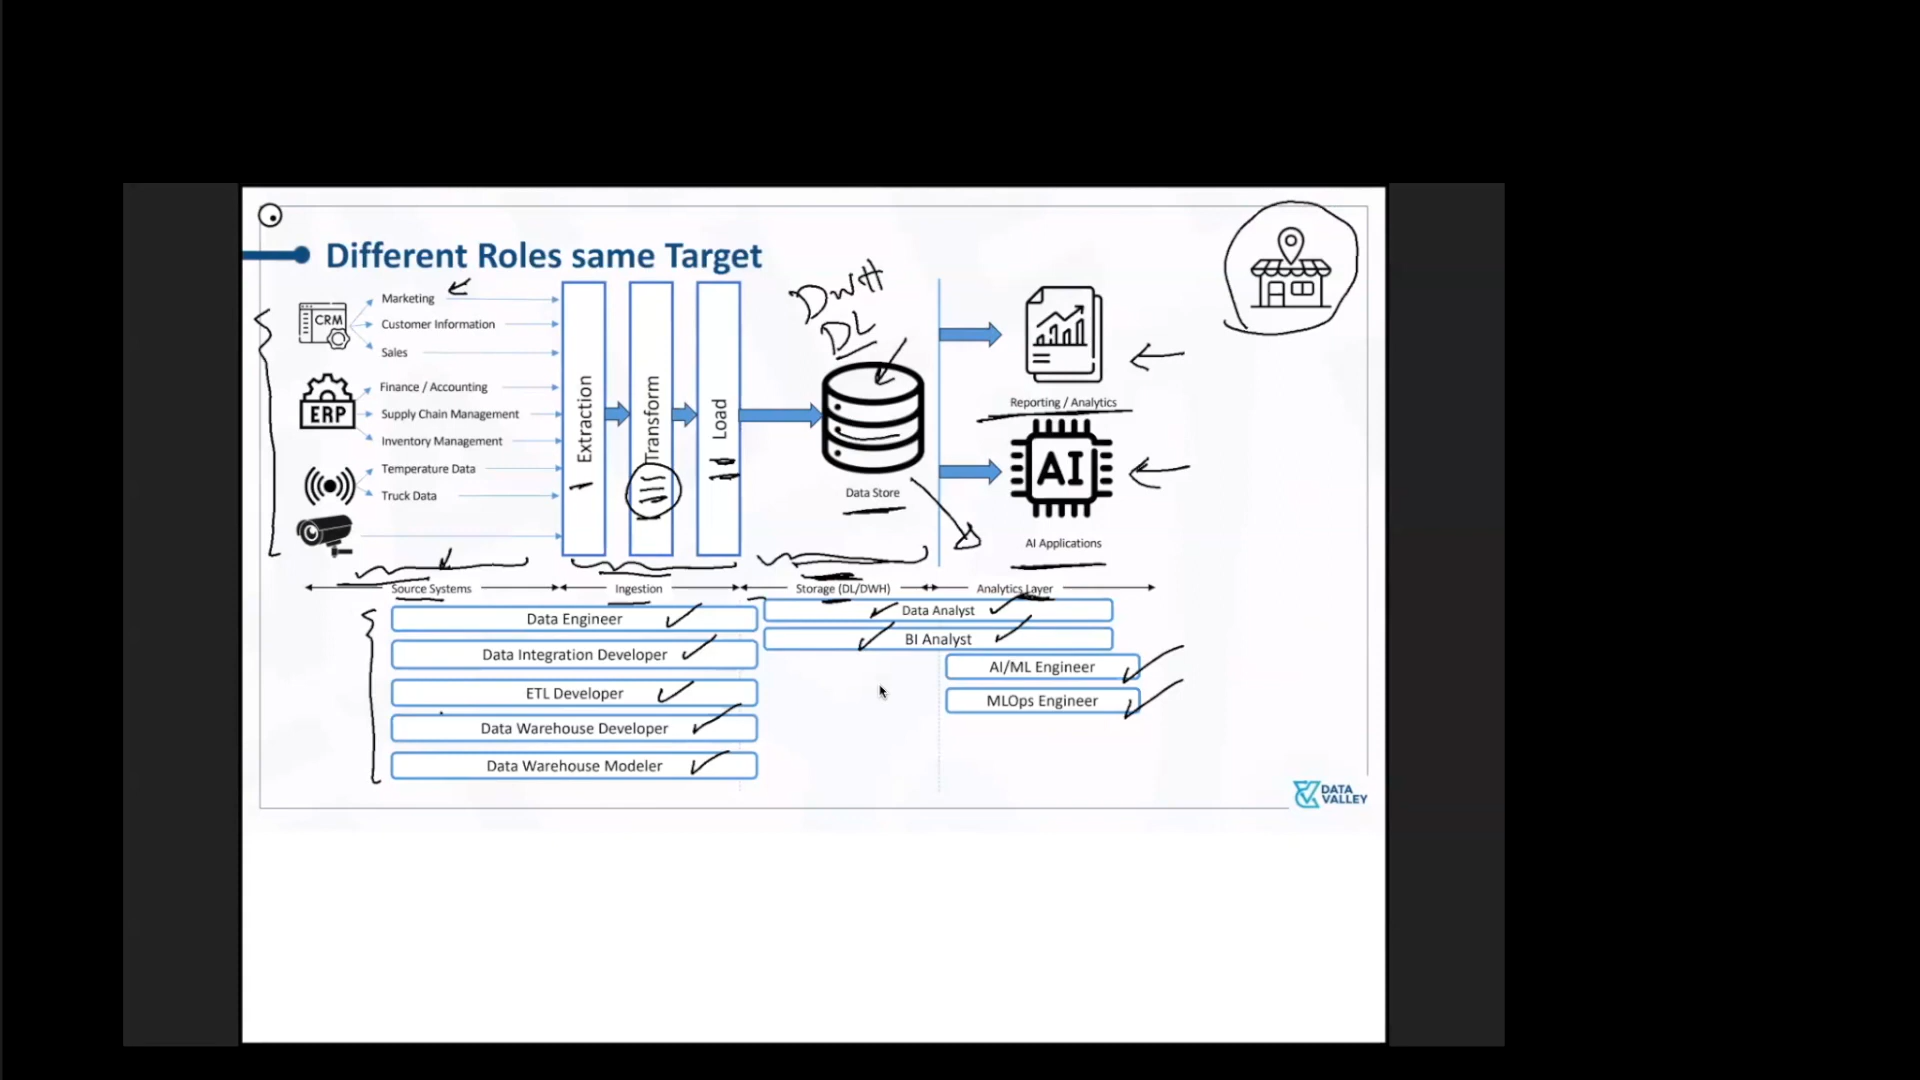 Different Roles same Target
DWH
DL
CRM
Marketing
Customer Information
Sales
ERP
Finance / Accounting
Supply Chain Management
Inventory Management
Temperature Data
Truck Data
Extraction
Transform
Load
Data Store
Reporting / Analytics
AI
AI Applications
Source Systems
Ingestion
Storage (DL/DWH)
Analytics Layer
Data Engineer
Data Integration Developer
ETL Developer
Data Warehouse Developer
Data Warehouse Modeler
Data Analyst
BI Analyst
AI/ML Engineer
MLOps Engineer
DATA
VALLEY